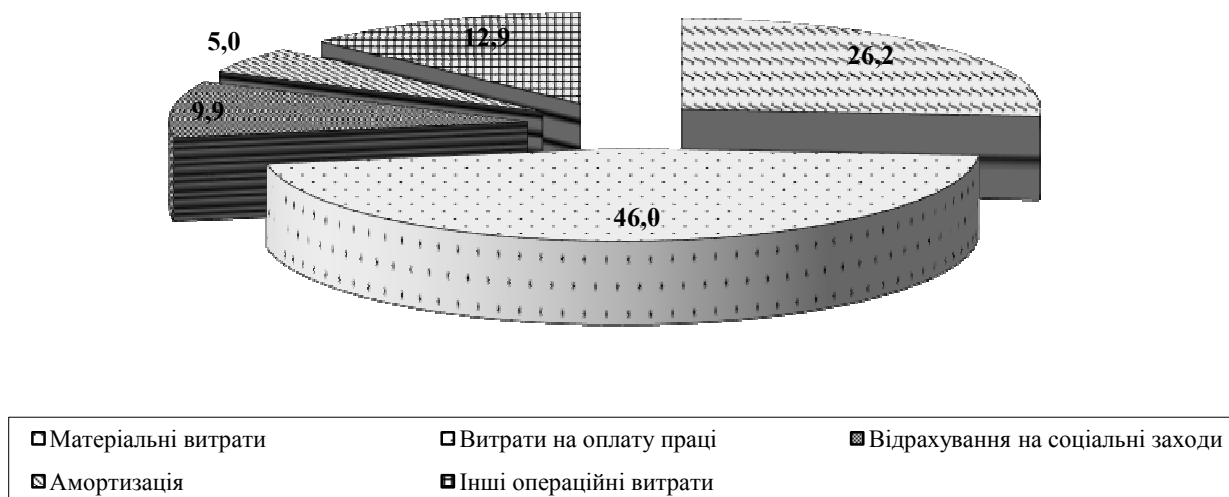 12,9
26,2
5,0
9,9
46,0
Матеріальні витрати
Витрати на оплату праці
Відрахування на соціальні заходи
Амортизація
Інші операційні витрати